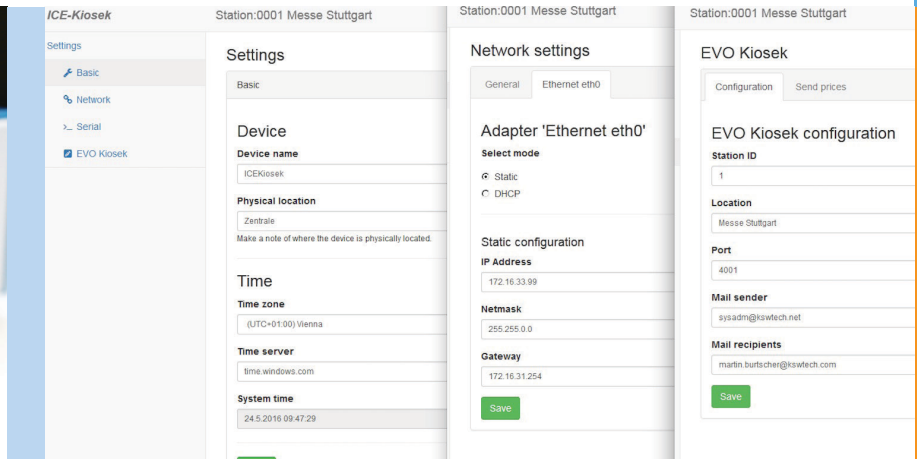 ICE-Kiosek
Settings
Basic
Network
>_ Serial
EVO Kiosek
Station:0001 Messe Stuttgart
Settings
Basic
Device
Device name
ICEKiosek
Physical location
Zentrale
Make a note of where the device is physically located.
Time
Time zone
(UTC+01:00) Vienna
Time server
time.windows.com
System time
24.5.2016 09:47:29
Station:0001 Messe Stuttgart
Network settings
General
Ethernet eth0
Adapter 'Ethernet eth0'
Select mode
Static
DHCP
Static configuration
IP Address
172.16.33.99
Netmask
255.255.0.0
Gateway
172.16.31.254
Save
Station:0001 Messe Stuttgart
EVO Kiosek
Configuration
Send prices
EVO Kiosek configuration
Station ID
1
Location
Messe Stuttgart
Port
4001
Mail sender
sysadm@kswtech.net
Mail recipients
martin.burtscher@kswtech.com
Save